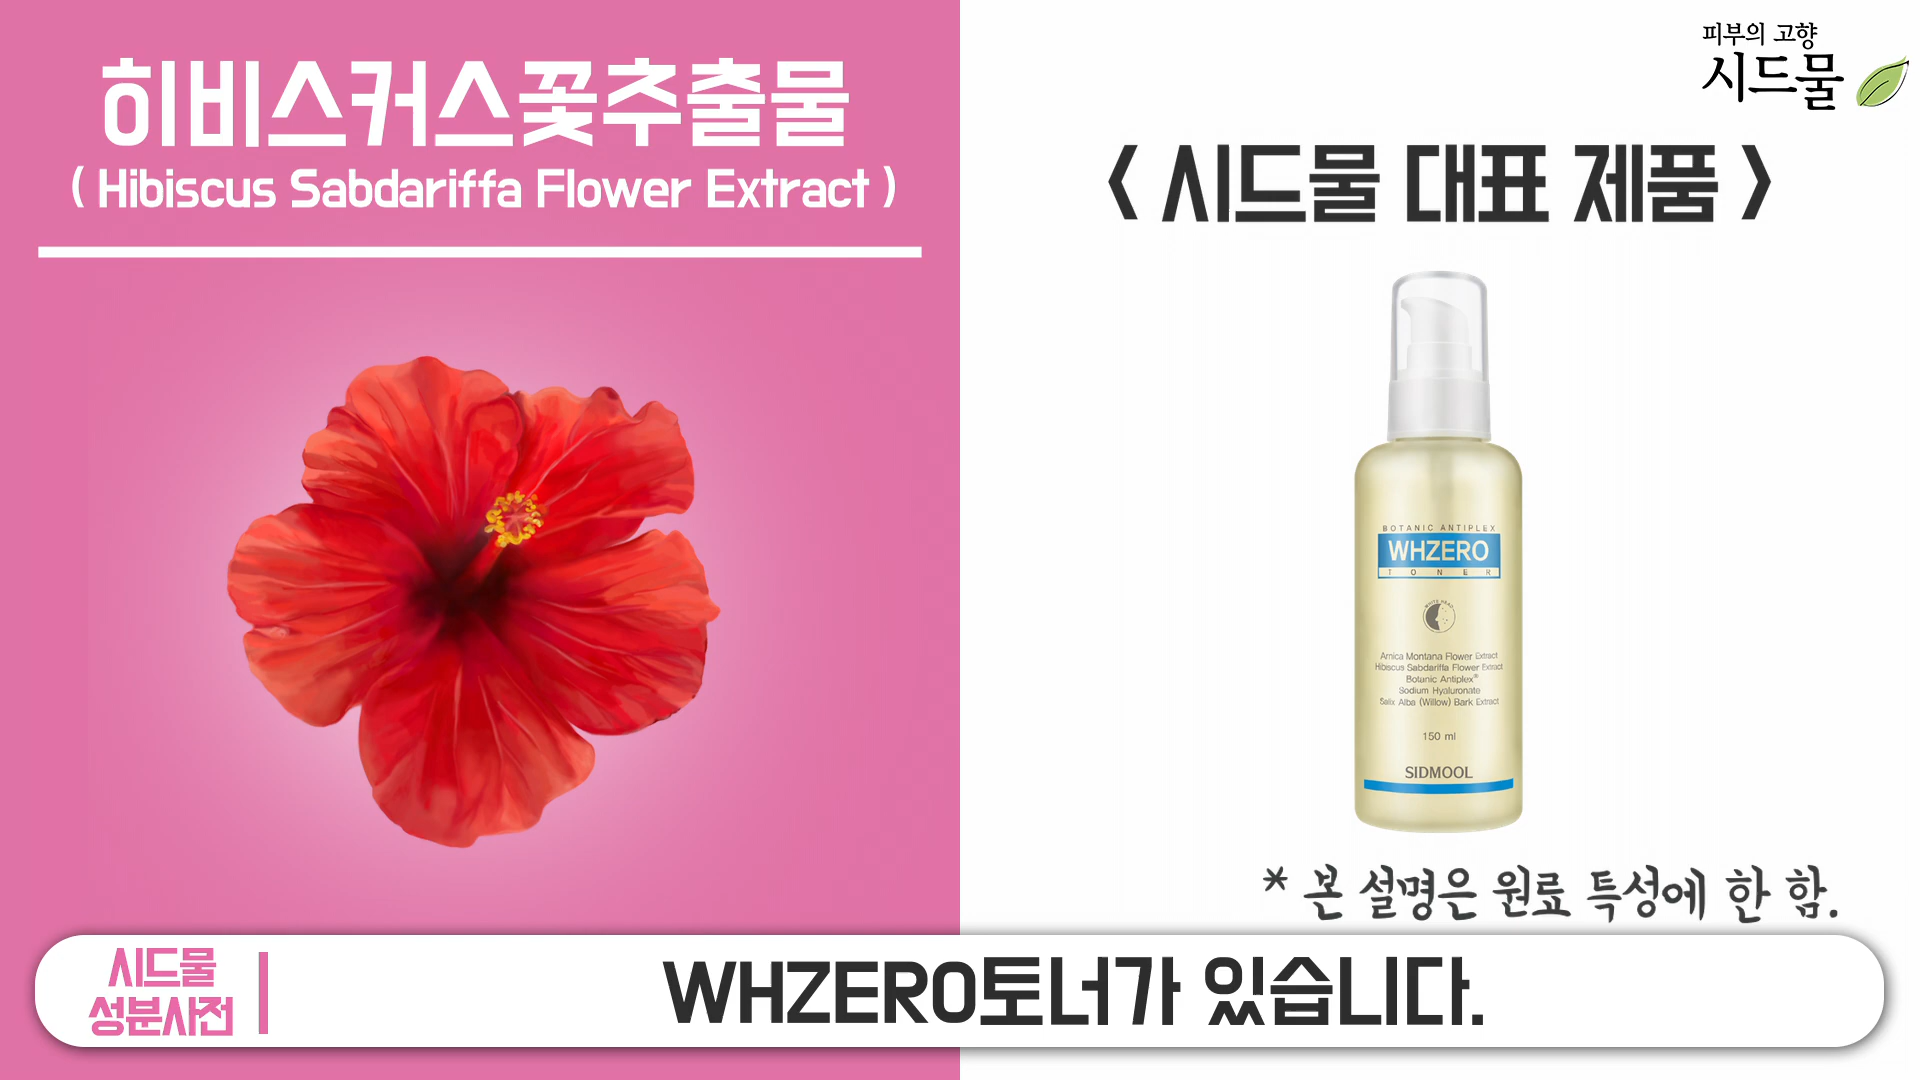 히비스커스꽃추출물
( Hibiscus Sabdariffa Flower Extract )
피부의 고향
시드물
< 시드물 대표 제품 >
BOTANIC ANTIPLEX
WHZERO
TONER
WHITE HEAD
Arnica Montana Flower Extract
Hibiscus Sabdariffa Flower Extract
Botanic Antiplex®
Sodium Hyaluronate
Salix Alba (Willow) Bark Extract
150 ml
SIDMOOL
* 본 설명은 원료 특성에 한 함.
시드물
성분사전
WHZERO토너가 있습니다.